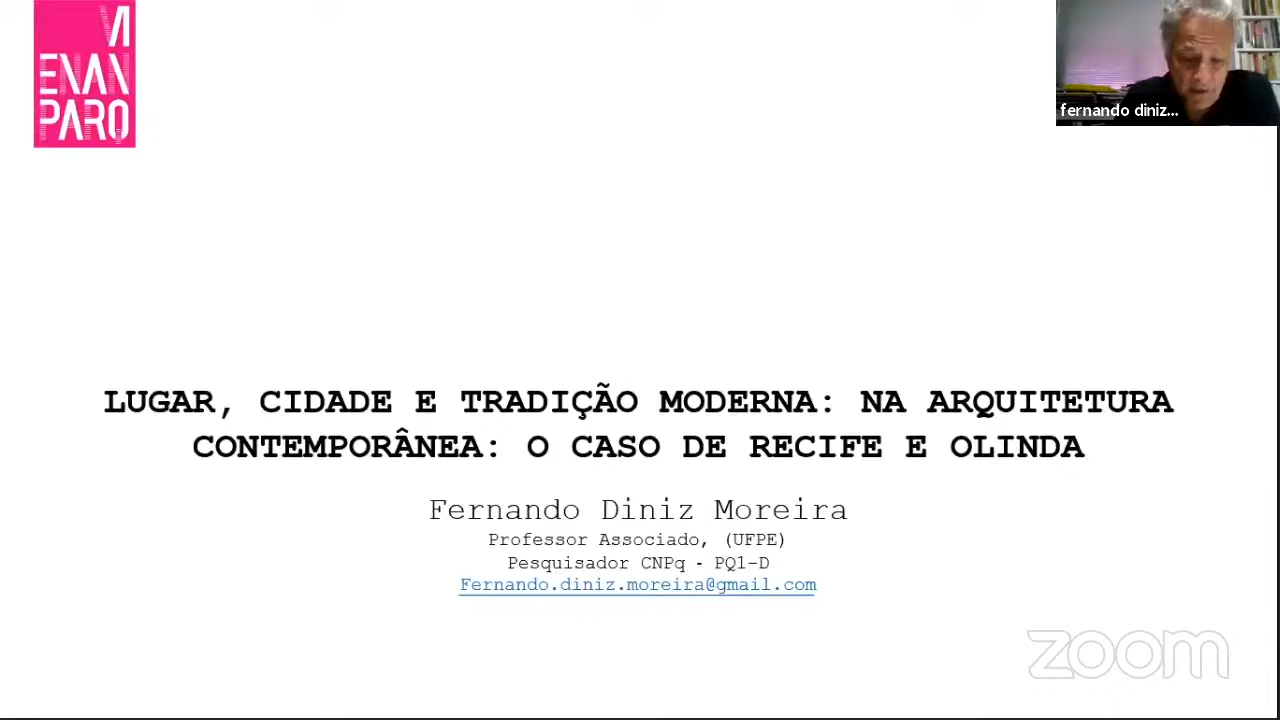 VI
ENAN
PARQ
fernando diniz...
LUGAR, CIDADE E TRADIÇÃO MODERNA: NA ARQUITETURA
CONTEMPORÂNEA: O CASO DE RECIFE E OLINDA
Fernando Diniz Moreira
Professor Associado, (UFPE)
Pesquisador CNPq - PQ1-D
Fernando.diniz.moreira@gmail.com
zoom